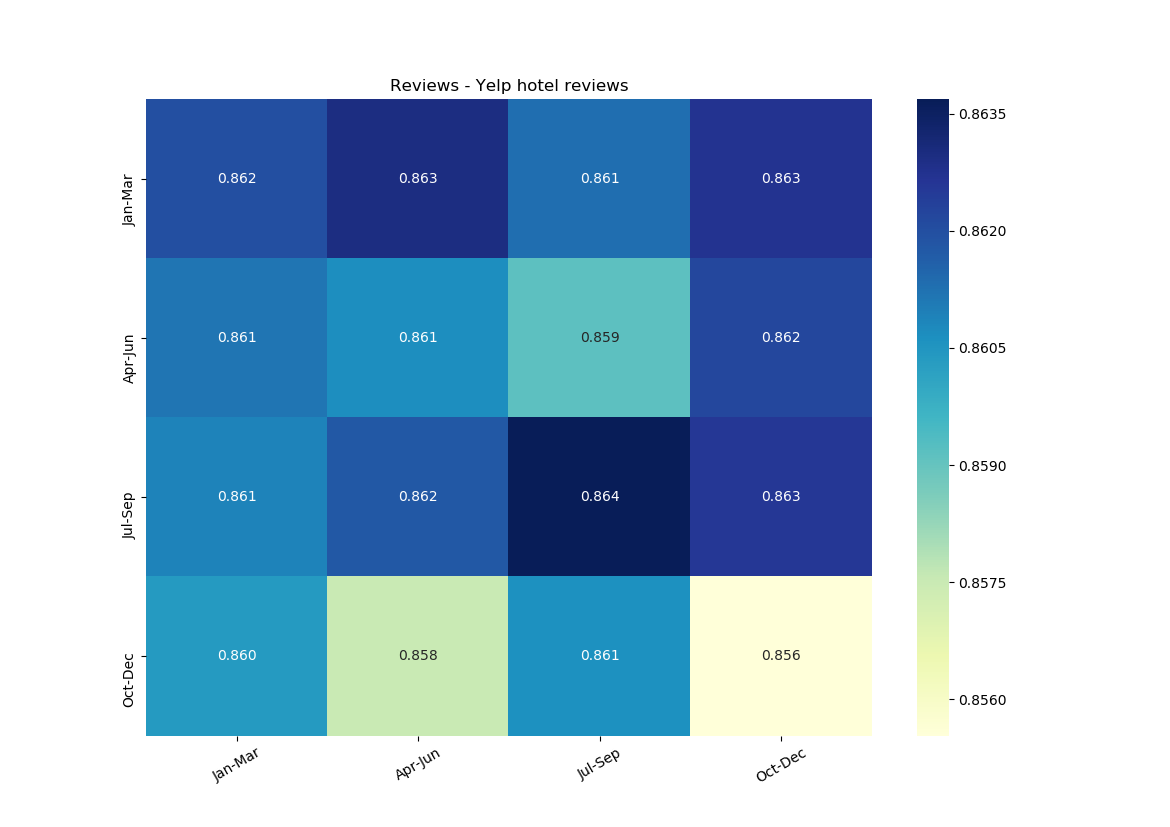 Reviews - Yelp hotel reviews
Jan-Mar
0.862 0.863 0.861 0.863
Apr-Jun
0.861 0.861 0.859 0.862
Jul-Sep
0.861 0.862 0.864 0.863
Oct-Dec
0.860 0.858 0.861 0.856
Jan-Mar Apr-Jun Jul-Sep Oct-Dec
0.8635
0.8620
0.8605
0.8590
0.8575
0.8560